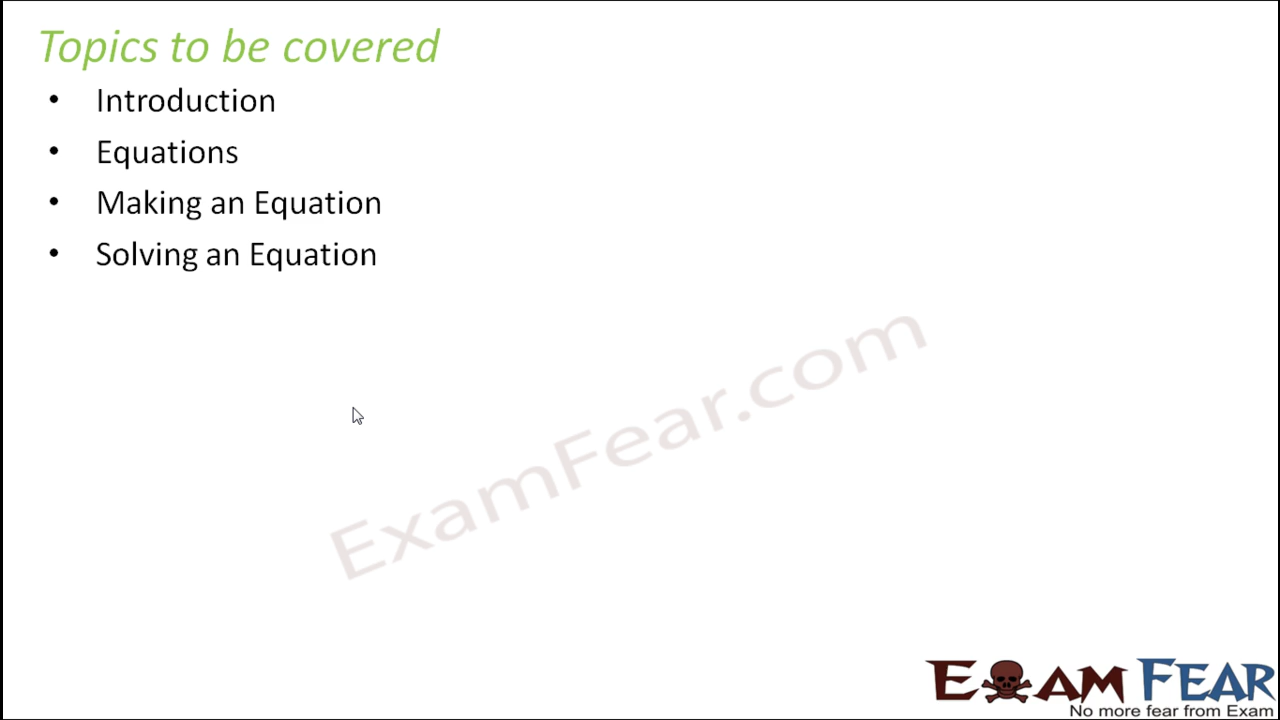 Topics to be covered
• Introduction
• Equations
• Making an Equation
• Solving an Equation
ExamFear.com
EXAM FEAR
No more fear from Exam